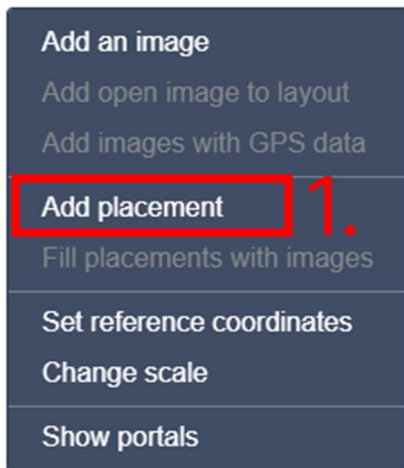 Add an image
Add open image to layout
Add images with GPS data
Add placement 1.
Fill placements with images
Set reference coordinates
Change scale
Show portals